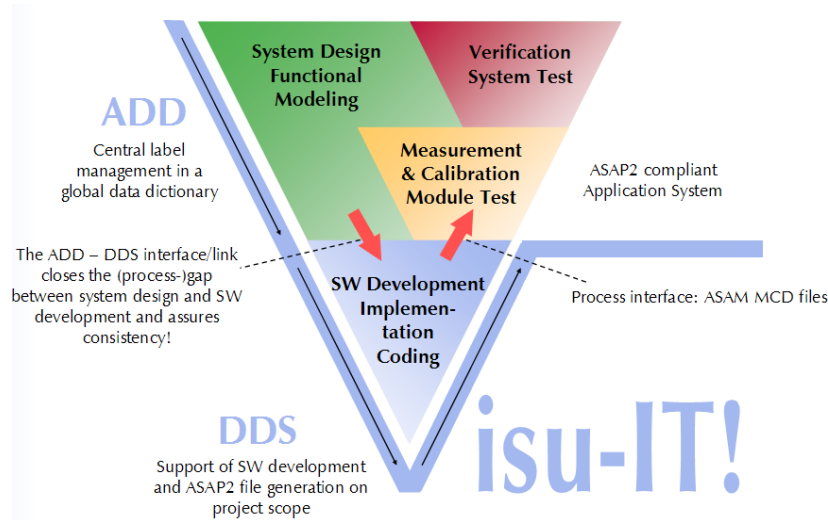 System Design
Functional
Modeling
Verification
System Test
ADD
Central label
management in a
global data dictionary
Measurement
& Calibration
Module Test
ASAP2 compliant
Application System
The ADD – DDS interface/link
closes the (process-)gap
between system design and SW
development and assures
consistency!
SW Development
Implemen-
tation
Coding
Process interface: ASAM MCD files
DDS
Support of SW development
and ASAP2 file generation on
project scope
isu-IT!